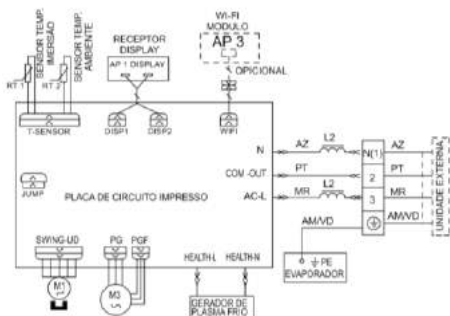 WI-FI
MODULO
AP 3
OPCIONAL
RECEPTOR
DISPLAY
AP 1 DISPLAY
SENSOR TEMP.
IMERSÃO
SENSOR TEMP.
AMBIENTE
RT 1
RT 2
T-SENSOR
DISP1
DISP2
WIFI
N
AZ
L2
N(1)
AZ
COM -OUT
PT
2
PT
AC-L
MR
L2
3
MR
AM/VD
AM/VD
UNIDADE EXTERNA
JUMP
PLACA DE CIRCUITO IMPRESSO
SWING-UD
PG
PGF
HEALTH-L
HEALTH-N
M1
M3
GERADOR DE
PLASMA FRIO
PE
EVAPORADOR